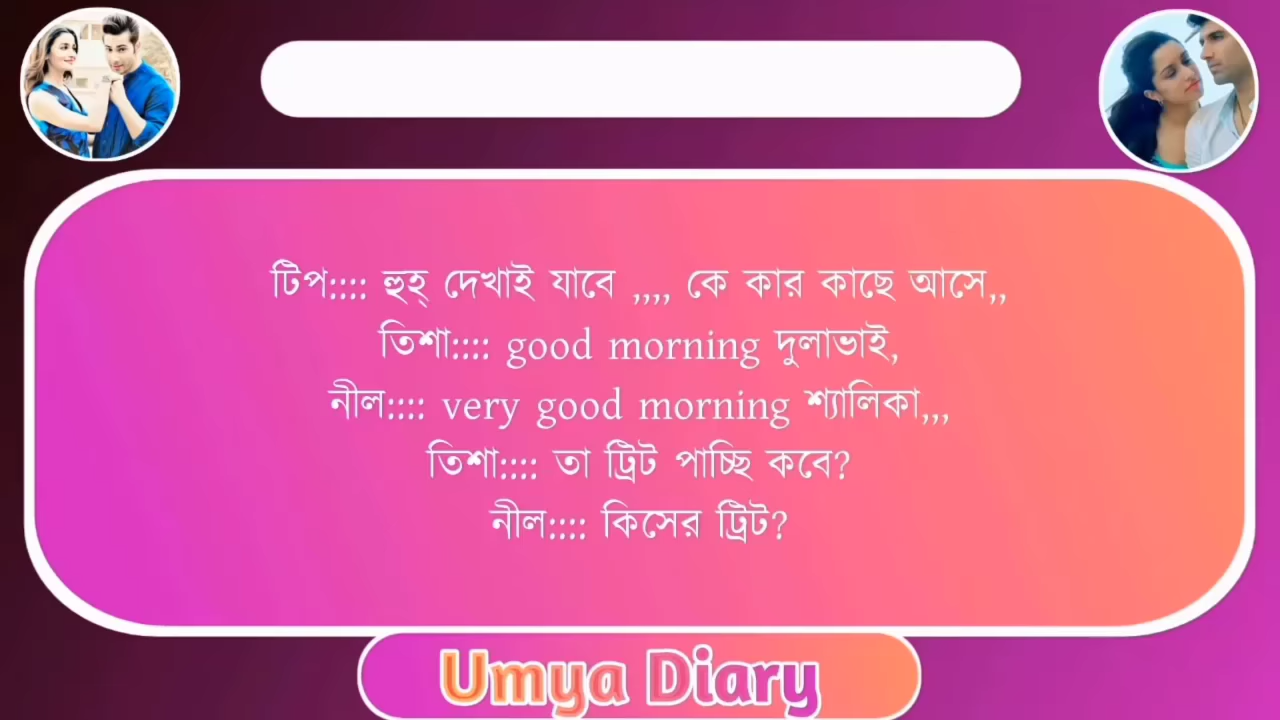 টিপ:::: হুহ্ দেখাই যাবে ,,,, কে কার কাছে আসে,,
তিশা:::: good morning দুলাভাই,
নীল:::: very good morning শ্যালিকা,,,
তিশা:::: তা ট্রিট পাচ্ছি কবে?
নীল:::: কিসের ট্রিট?
Umya Diary